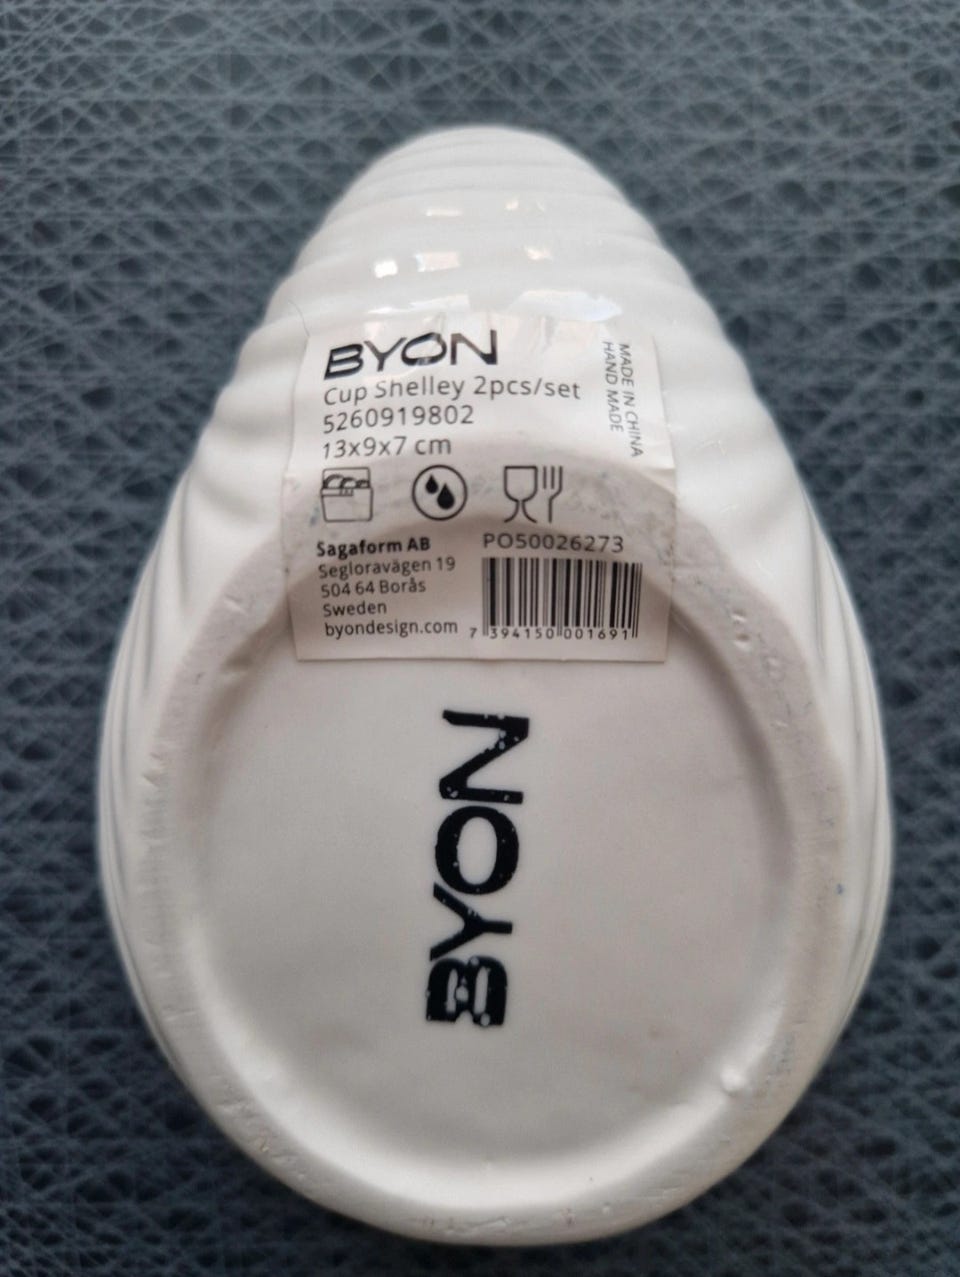 BYON
Cup Shelley 2pcs/set
5260919802
13x9x7 cm
MADE IN CHINA
HAND MADE
Sagaform AB
Segloravägen 19
504 64 Borås
Sweden
byondesign.com
PO50026273
7 394150 001691
BYON